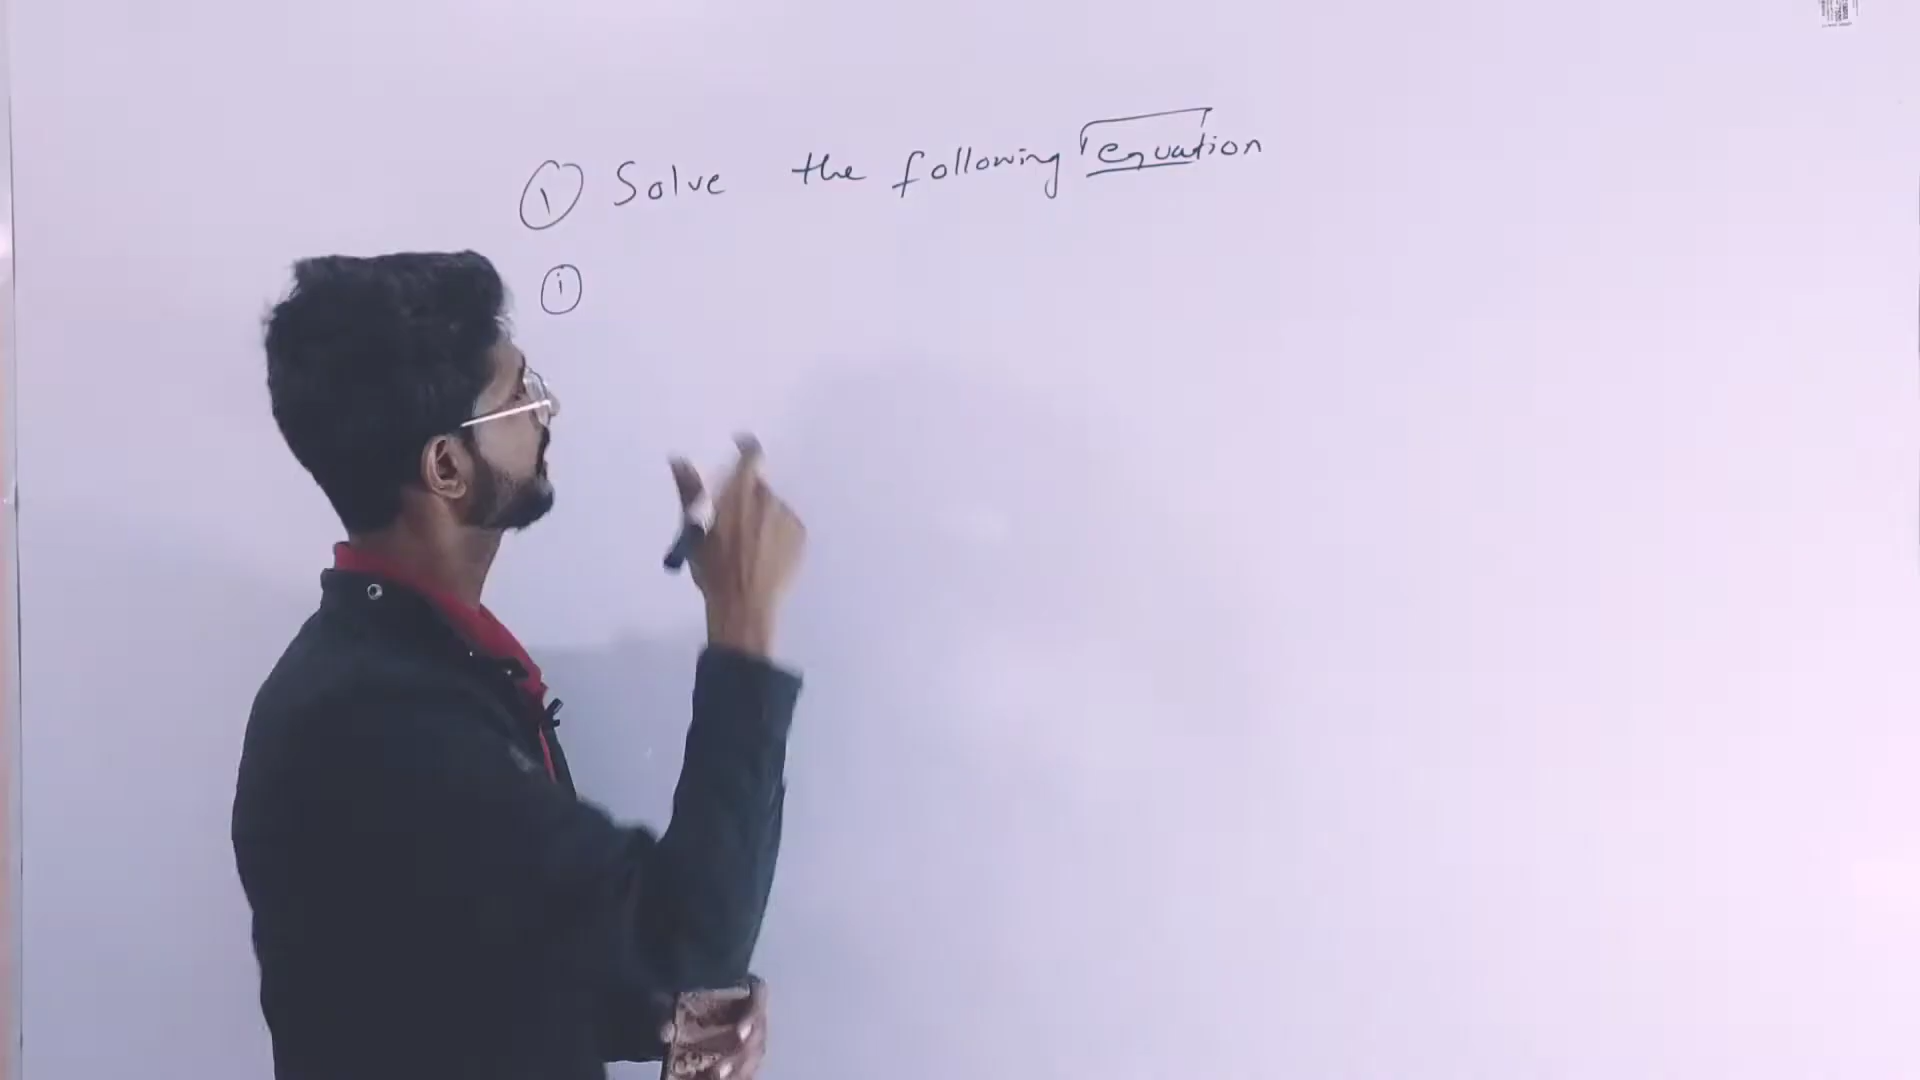 ① Solve the following equation
ⓘ